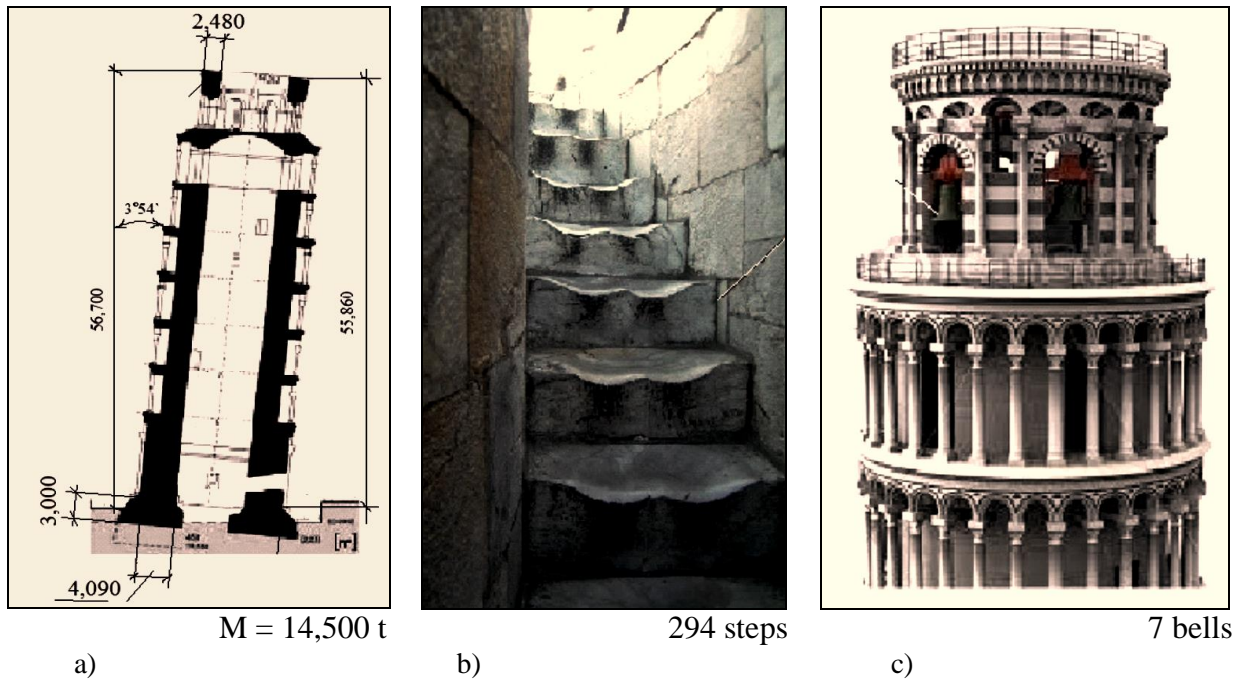 2,480
3°54'
56,700
55,860
3,000
[m]
4,090
M = 14,500 t
294 steps
7 bells
a)
b)
c)